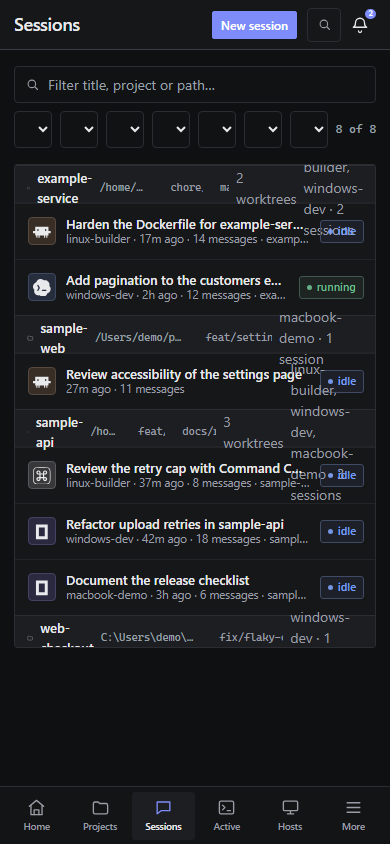 Sessions
New session
2
Filter title, project or path...
8 of 8
example-service /home/… chore, 2 worktrees builder, windows-dev · 2 sessions
Harden the Dockerfile for example-ser...
linux-builder · 17m ago · 14 messages · examp...
idle
Add pagination to the customers e...
windows-dev · 2h ago · 12 messages · exa...
running
sample-web /Users/demo/p… feat/settin macbook-demo · 1 session
Review accessibility of the settings page
27m ago · 11 messages
idle
sample-api /ho… feat, docs/ 3 worktrees linux-builder, windows-dev, macbook-demo · 3 sessions
Review the retry cap with Command C...
linux-builder · 37m ago · 8 messages · sample-...
idle
Refactor upload retries in sample-api
windows-dev · 42m ago · 18 messages · sampl...
idle
Document the release checklist
macbook-demo · 3h ago · 6 messages · sampl...
idle
web-checkout C:\Users\demo\… fix/flaky- windows-dev · 1
Home
Projects
Sessions
Active
Hosts
More